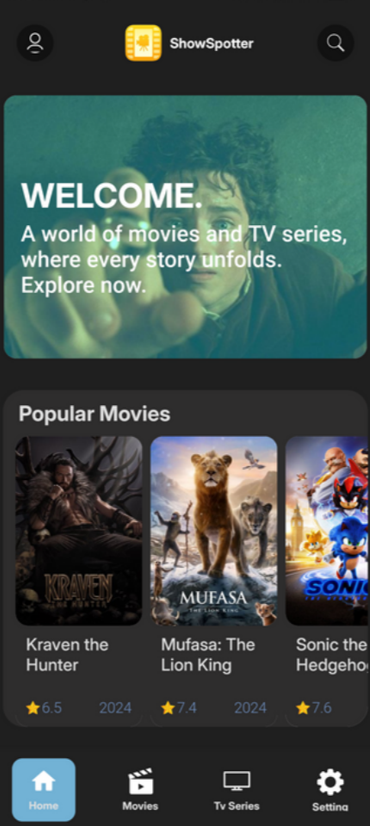 ShowSpotter
WELCOME.
A world of movies and TV series,
where every story unfolds.
Explore now.
Popular Movies
KRAVEN
THE HUNTER
MUFASA
THE LION KING
SONIC
Kraven the
Hunter
Mufasa: The
Lion King
Sonic the
Hedgeho
6.5 2024
7.4 2024
7.6
Home
Movies
Tv Series
Setting